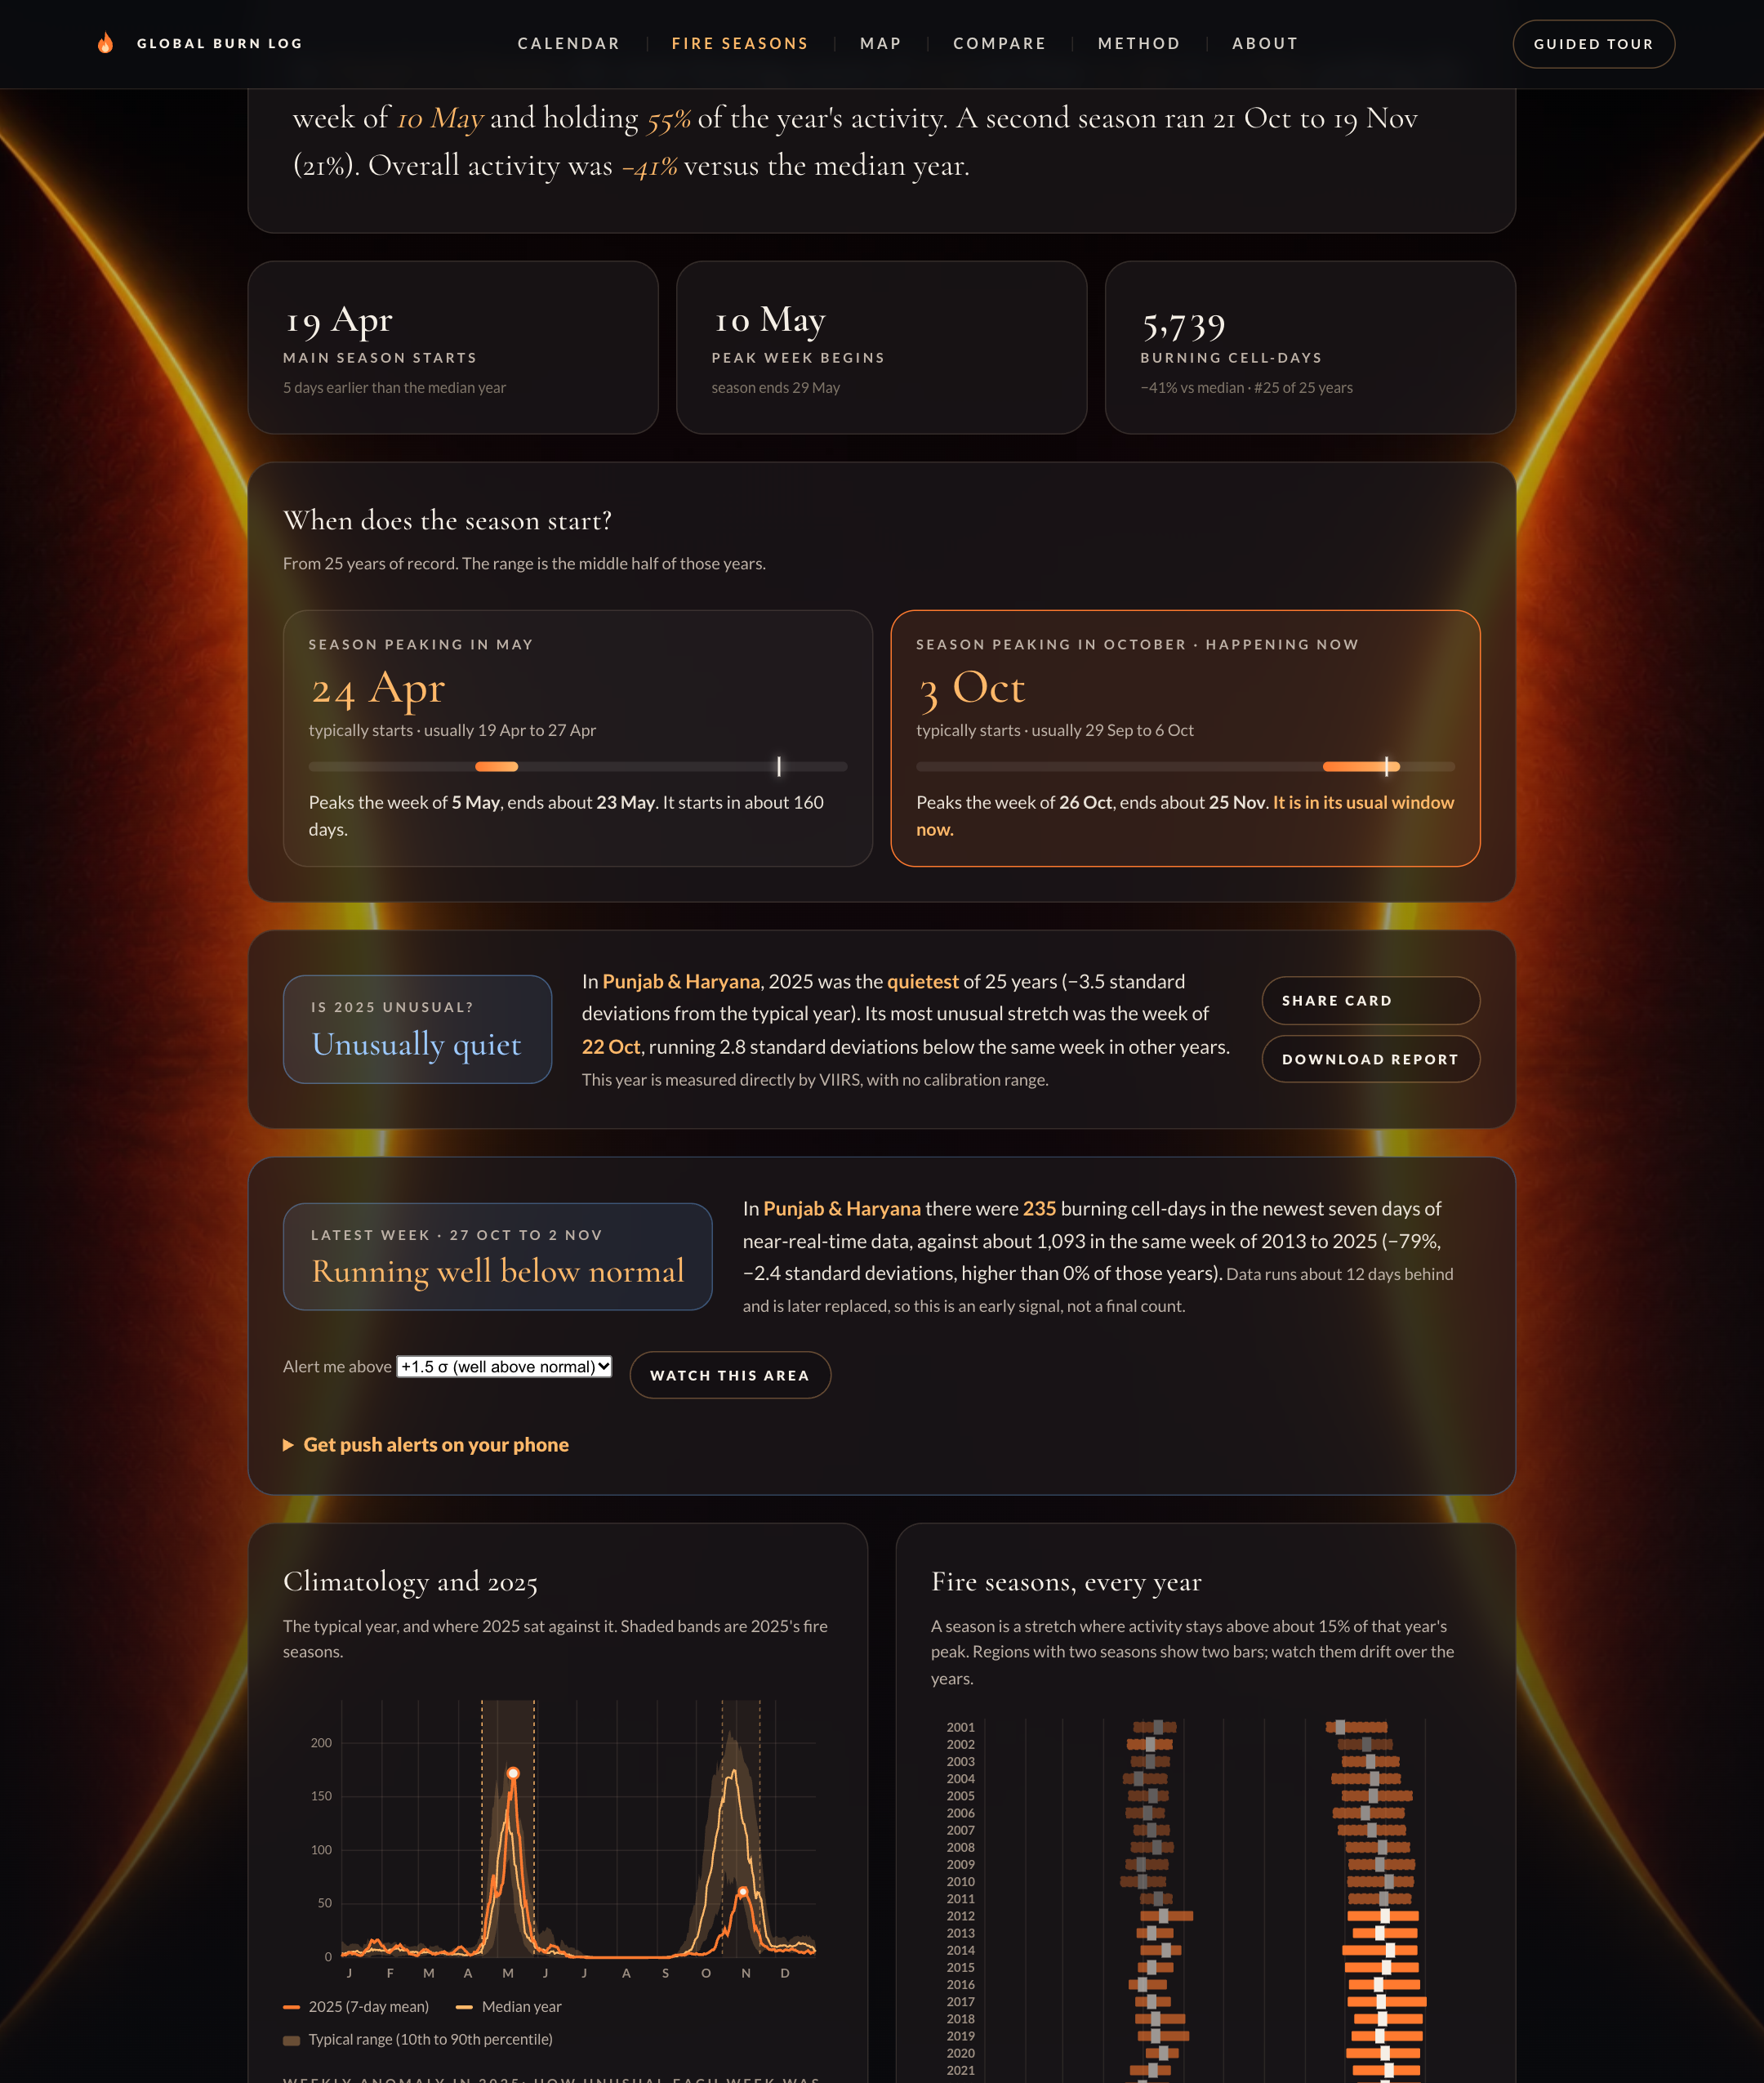 GLOBAL BURN LOG
CALENDAR
FIRE SEASONS
MAP
COMPARE
METHOD
ABOUT
GUIDED TOUR
week of 10 May and holding 55% of the year's activity. A second season ran 21 Oct to 19 Nov
(21%). Overall activity was −41% versus the median year.
19 Apr
MAIN SEASON STARTS
5 days earlier than the median year
10 May
PEAK WEEK BEGINS
season ends 29 May
5,739
BURNING CELL-DAYS
−41% vs median · #25 of 25 years
When does the season start?
From 25 years of record. The range is the middle half of those years.
SEASON PEAKING IN MAY
24 Apr
typically starts · usually 19 Apr to 27 Apr
Peaks the week of 5 May, ends about 23 May. It starts in about 160
days.
SEASON PEAKING IN OCTOBER · HAPPENING NOW
3 Oct
typically starts · usually 29 Sep to 6 Oct
Peaks the week of 26 Oct, ends about 25 Nov. It is in its usual window
now.
IS 2025 UNUSUAL?
Unusually quiet
In Punjab & Haryana, 2025 was the quietest of 25 years (−3.5 standard
deviations from the typical year). Its most unusual stretch was the week of
22 Oct, running 2.8 standard deviations below the same week in other years.
This year is measured directly by VIIRS, with no calibration range.
SHARE CARD
DOWNLOAD REPORT
LATEST WEEK · 27 OCT TO 2 NOV
Running well below normal
In Punjab & Haryana there were 235 burning cell-days in the newest seven days of
near-real-time data, against about 1,093 in the same week of 2013 to 2025 (−79%,
−2.4 standard deviations, higher than 0% of those years). Data runs about 12 days behind
and is later replaced, so this is an early signal, not a final count.
Alert me above
+1.5 σ (well above normal)
WATCH THIS AREA
Get push alerts on your phone
Climatology and 2025
The typical year, and where 2025 sat against it. Shaded bands are 2025's fire
seasons.
200
150
100
50
0
J F M A M J J A S O N D
2025 (7-day mean)
Median year
Typical range (10th to 90th percentile)
WEEKLY ANOMALY IN 2025: HOW UNUSUAL EACH WEEK WAS
Fire seasons, every year
A season is a stretch where activity stays above about 15% of that year's
peak. Regions with two seasons show two bars; watch them drift over the
years.
2001
2002
2003
2004
2005
2006
2007
2008
2009
2010
2011
2012
2013
2014
2015
2016
2017
2018
2019
2020
2021